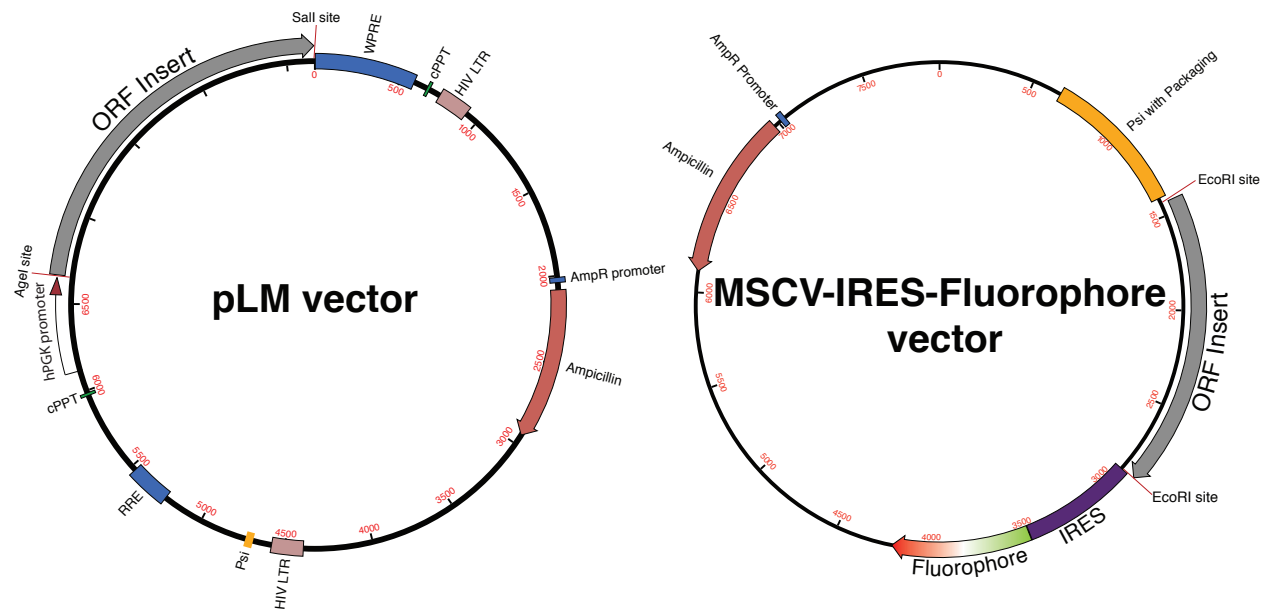 SalI site
WPRE
cPPT
HIV LTR
ORF Insert
0
500
1000
1500
2000
AmpR promoter
2500
Ampicillin
3000
3500
4000
4500
HIV LTR
Psi
5000
RRE
5500
cPPT
6000
hPGK promoter
6500
AgeI site
pLM vector
AmpR Promoter
7500
0
500
Psi with Packaging
1000
EcoRI site
1500
2000
ORF Insert
2500
EcoRI site
3000
IRES
3500
Fluorophore
4000
4500
5000
5500
6000
6500
Ampicillin
7000
MSCV-IRES-Fluorophore
vector